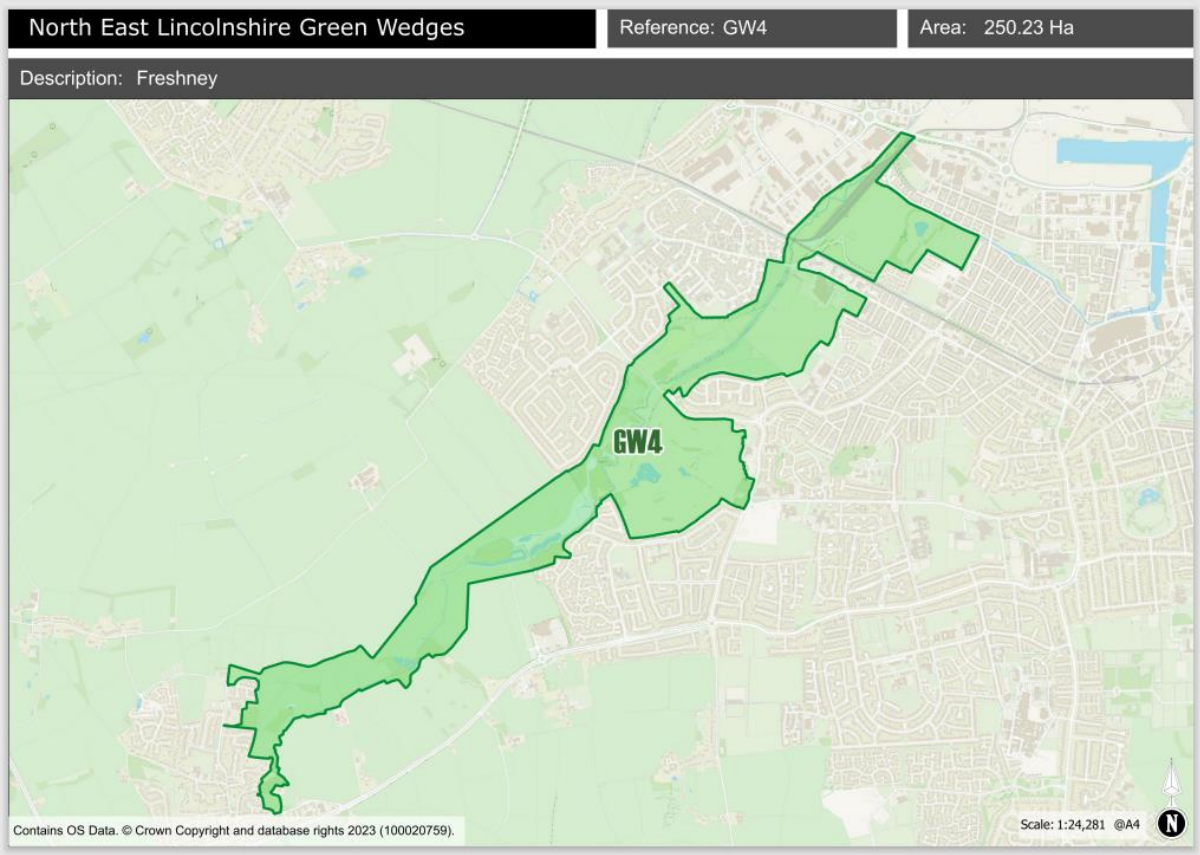 North East Lincolnshire Green Wedges
Reference: GW4
Area: 250.23 Ha
Description: Freshney
GW4
Contains OS Data. © Crown Copyright and database rights 2023 (100020759).
Scale: 1:24,281 @A4
N